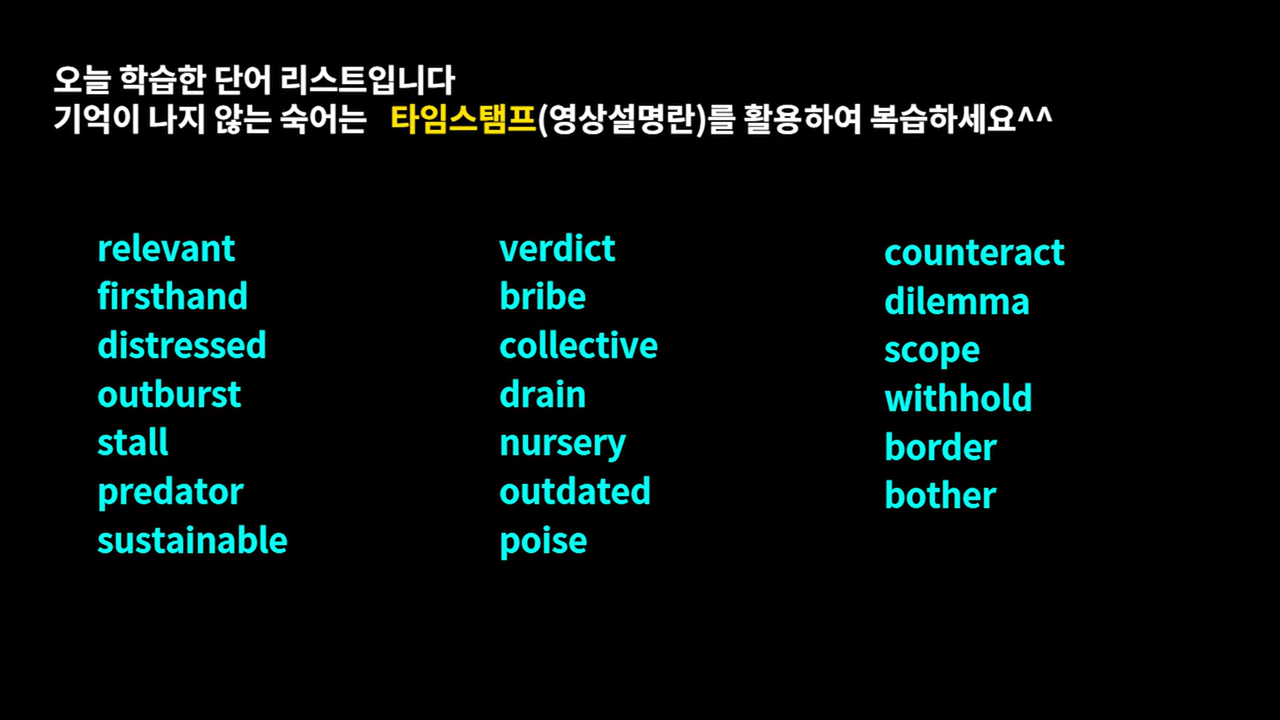 오늘 학습한 단어 리스트입니다
기억이 나지 않는 숙어는 타임스탬프(영상설명란)를 활용하여 복습하세요^^
relevant
firsthand
distressed
outburst
stall
predator
sustainable
verdict
bribe
collective
drain
nursery
outdated
poise
counteract
dilemma
scope
withhold
border
bother